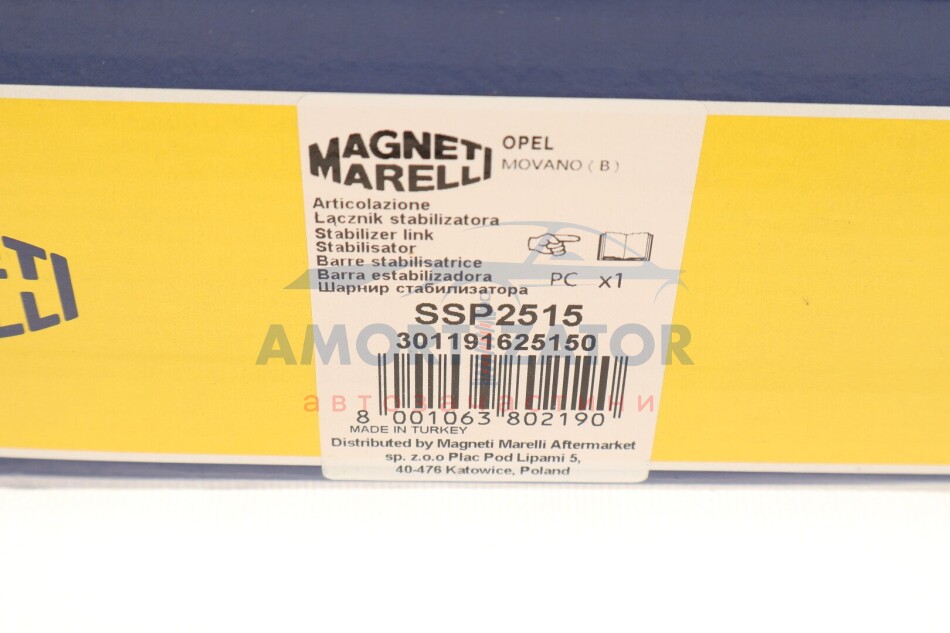 MAGNETI
MARELLI
OPEL
MOVANO ( B )
Articolazione
Łącznik stabilizatora
Stabilizer link
Stabilisator
Barre stabilisatrice
Barra estabilizadora
Шарнир стабилизатора
PC x1
SSP2515
301191625150
AMORTIZATOR
автозапчастини
8 001063 802190
MADE IN TURKEY
Distributed by Magneti Marelli Aftermarket
sp. z.o.o Plac Pod Lipami 5,
40-476 Katowice, Poland